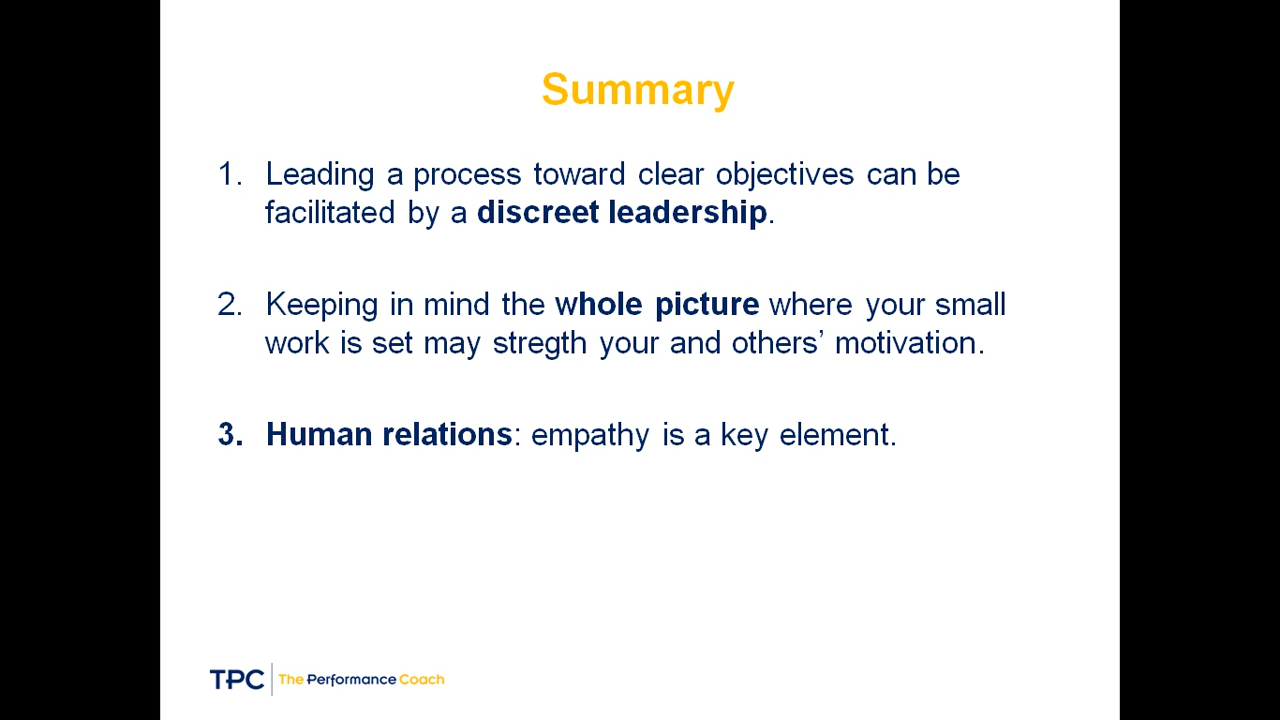 Summary
1. Leading a process toward clear objectives can be
facilitated by a discreet leadership.
2. Keeping in mind the whole picture where your small
work is set may stregth your and others’ motivation.
3. Human relations: empathy is a key element.
TPC The Performance Coach